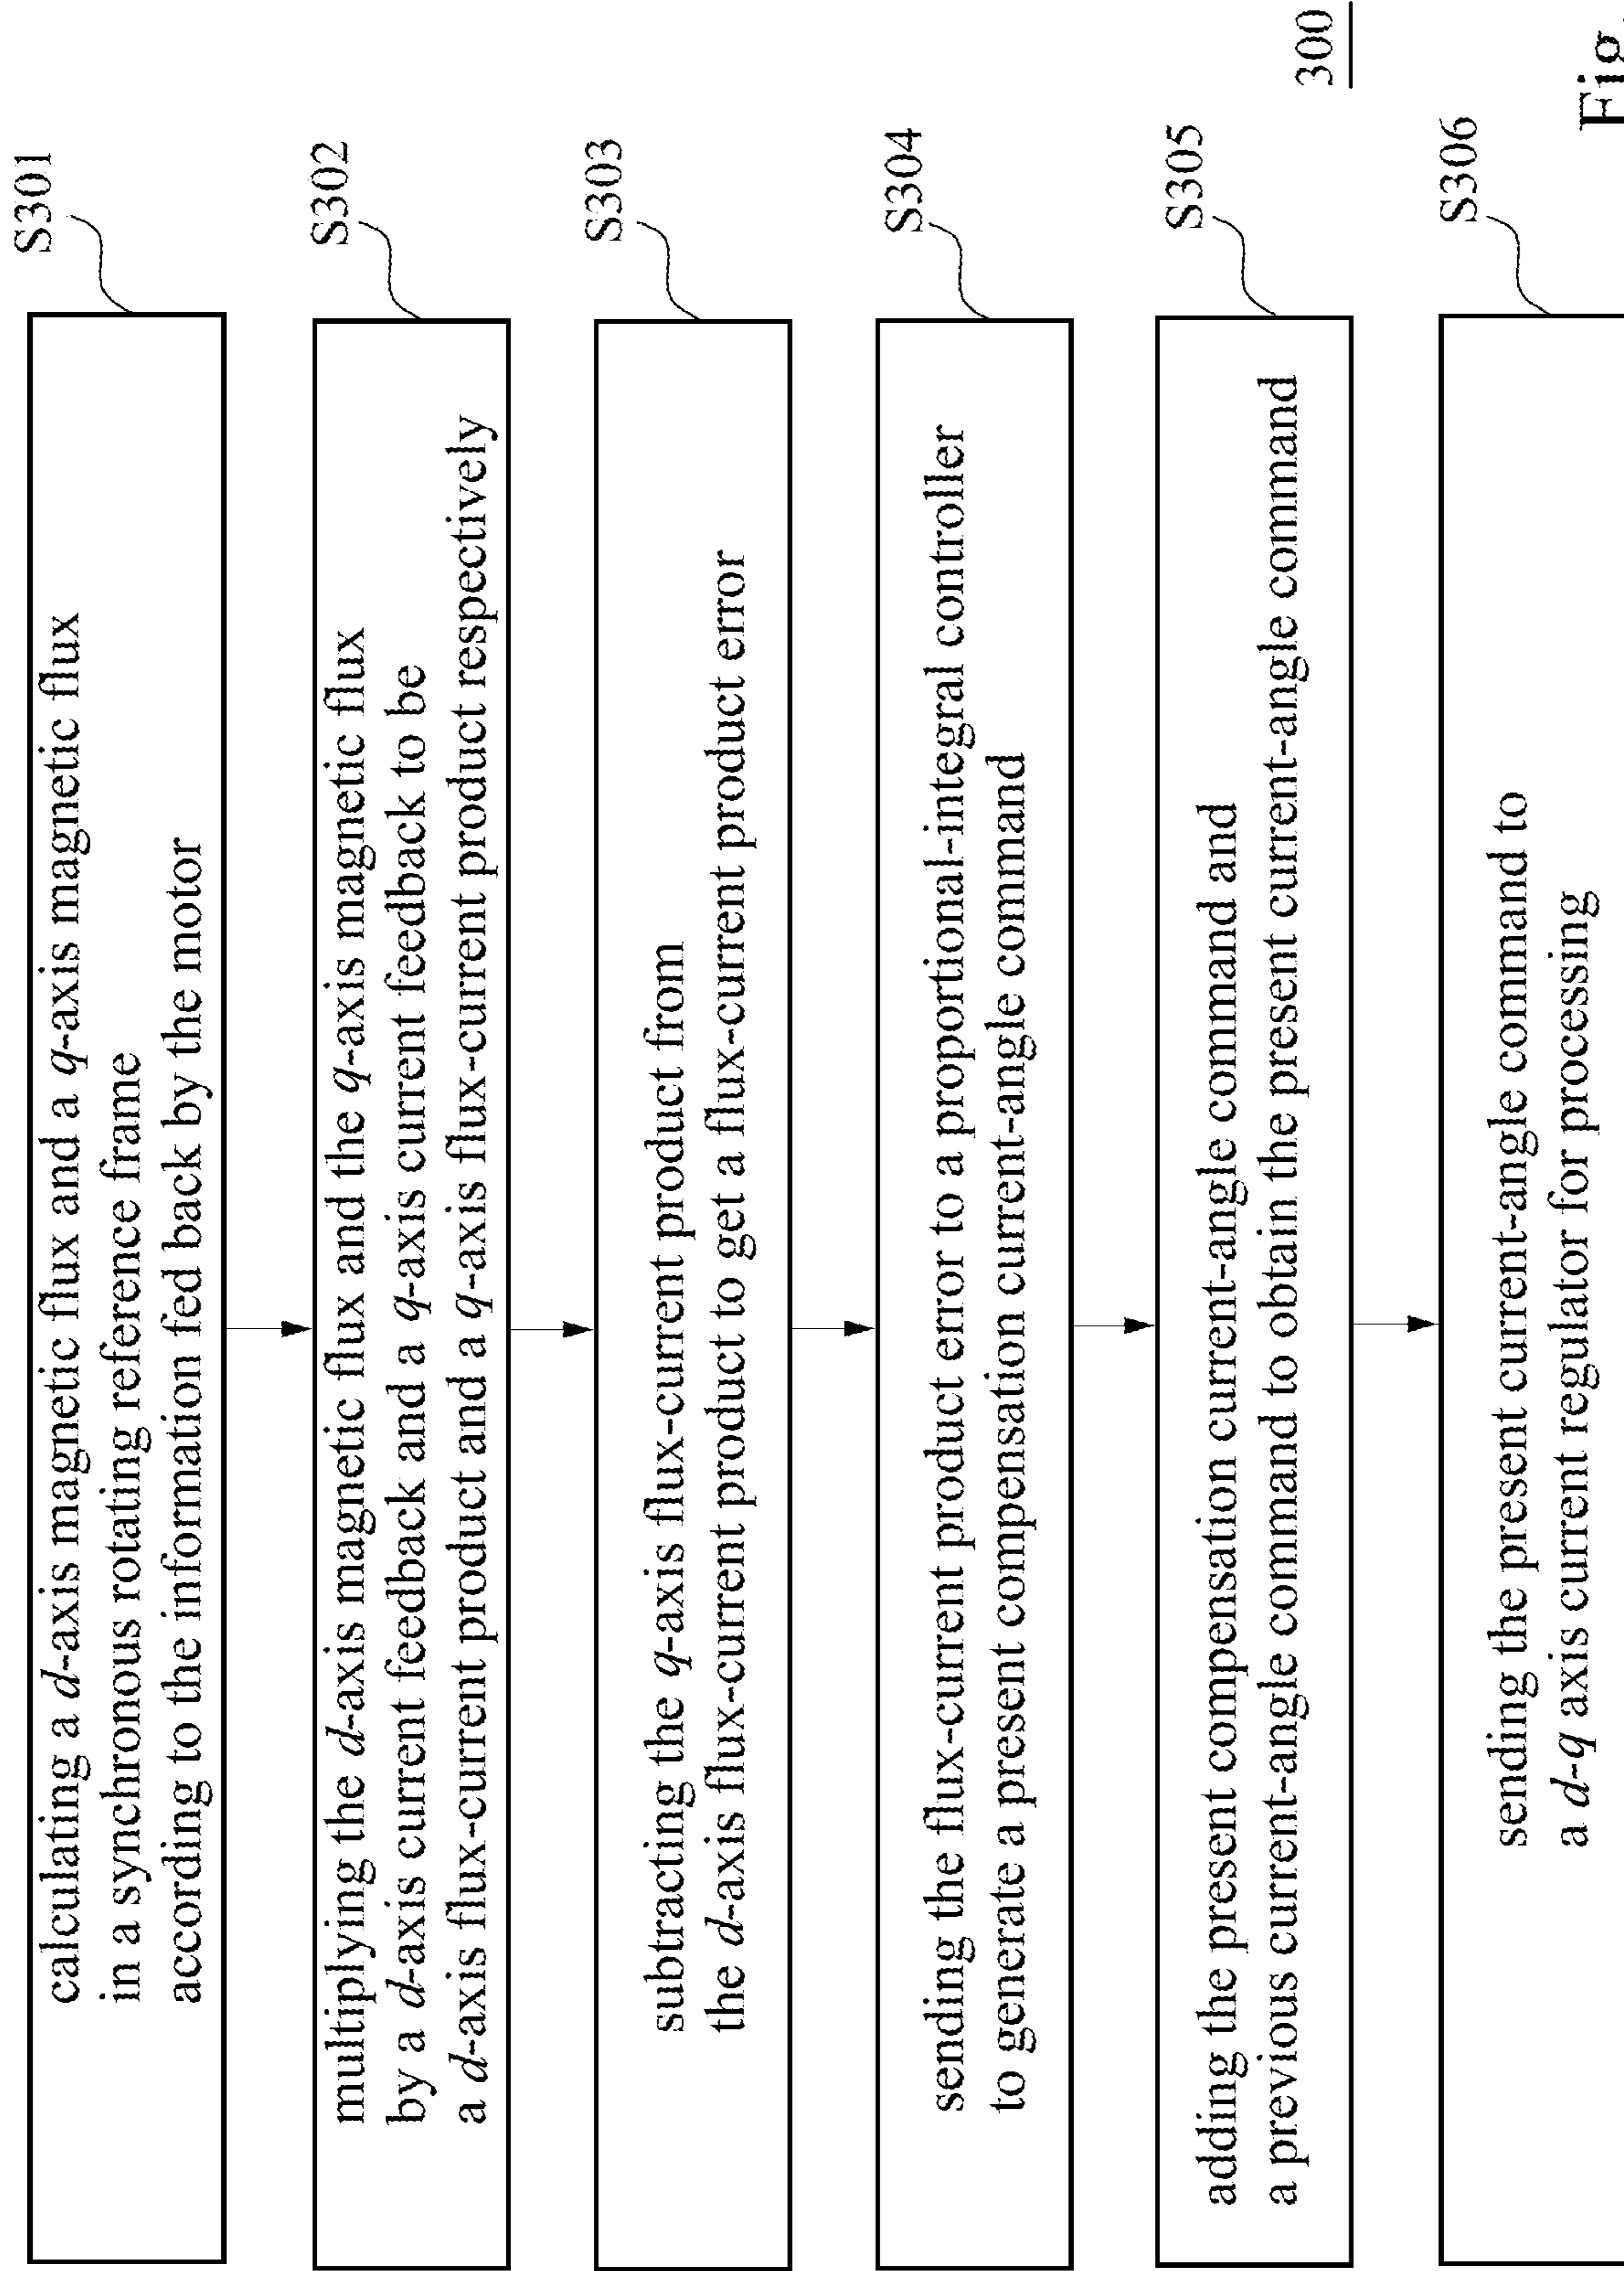 S301
calculating a d-axis magnetic flux and a q-axis magnetic flux
in a synchronous rotating reference frame
according to the information fed back by the motor
S302
multiplying the d-axis magnetic flux and the q-axis magnetic flux
by a d-axis current feedback and a q-axis current feedback to be
a d-axis flux-current product and a q-axis flux-current product respectively
S303
subtracting the q-axis flux-current product from
the d-axis flux-current product to get a flux-current product error
S304
sending the flux-current product error to a proportional-integral controller
to generate a present compensation current-angle command
S305
adding the present compensation current-angle command and
a previous current-angle command to obtain the present current-angle command
S306
sending the present current-angle command to
a d-q axis current regulator for processing
300
Fig.